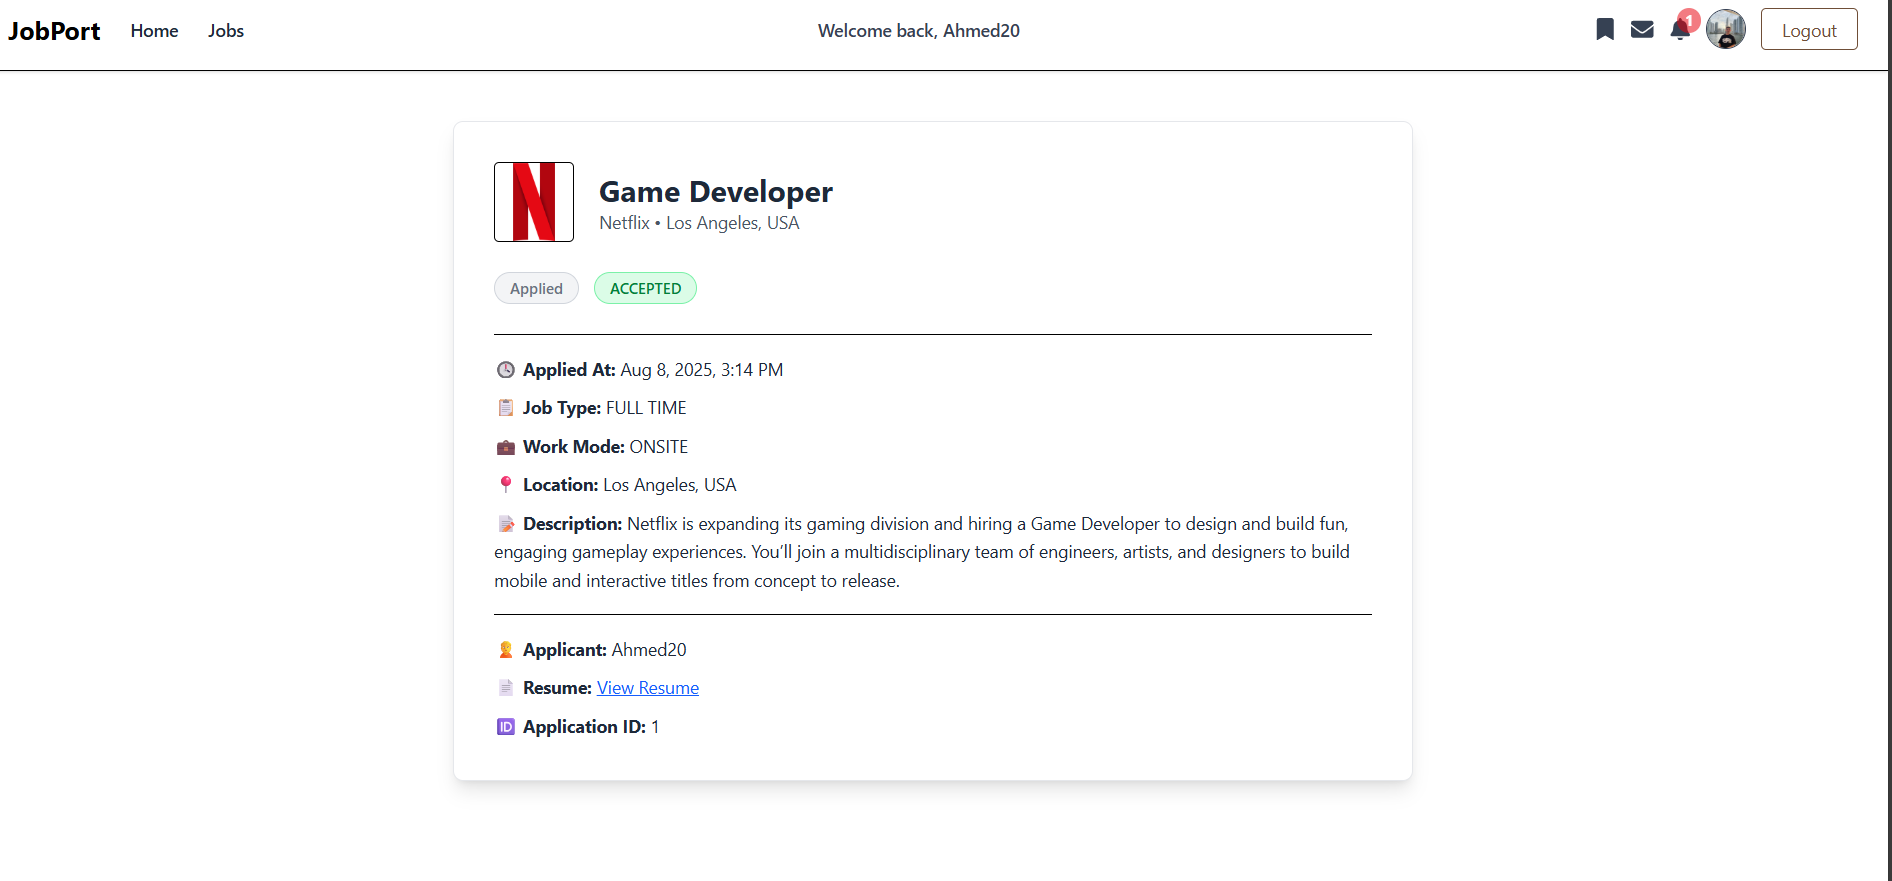 JobPort Home Jobs Welcome back, Ahmed20 1 Logout
N
Game Developer
Netflix • Los Angeles, USA
Applied ACCEPTED
Applied At: Aug 8, 2025, 3:14 PM
Job Type: FULL TIME
Work Mode: ONSITE
Location: Los Angeles, USA
Description: Netflix is expanding its gaming division and hiring a Game Developer to design and build fun,
engaging gameplay experiences. You’ll join a multidisciplinary team of engineers, artists, and designers to build
mobile and interactive titles from concept to release.
Applicant: Ahmed20
Resume: View Resume
ID Application ID: 1